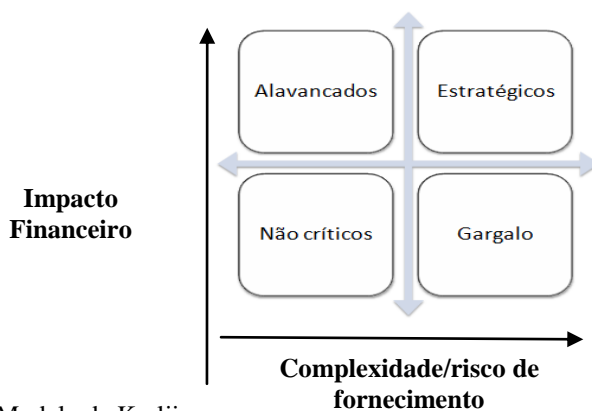 Alavancados
Estratégicos
Impacto
Financeiro
Não críticos
Gargalo
Complexidade/risco de
fornecimento